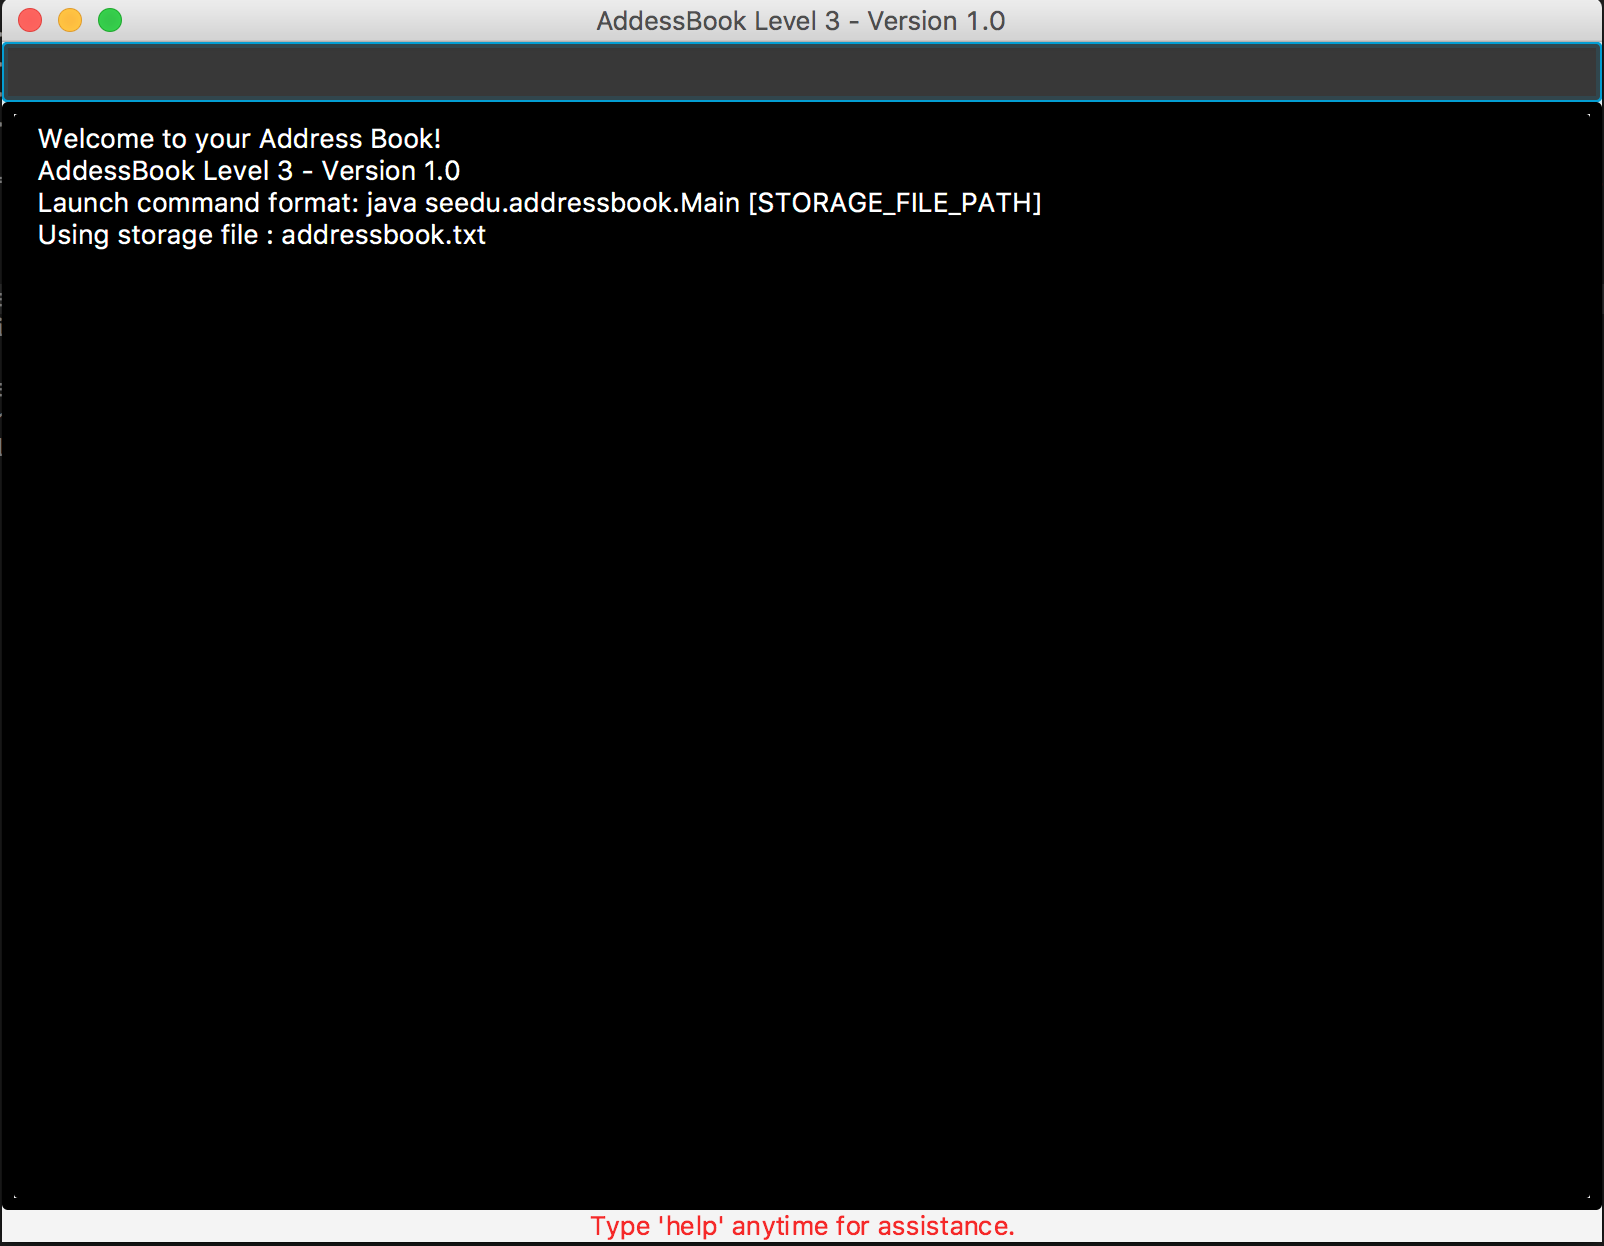 AddessBook Level 3 - Version 1.0
Welcome to your Address Book!
AddessBook Level 3 - Version 1.0
Launch command format: java seedu.addressbook.Main [STORAGE_FILE_PATH]
Using storage file : addressbook.txt
Type 'help' anytime for assistance.